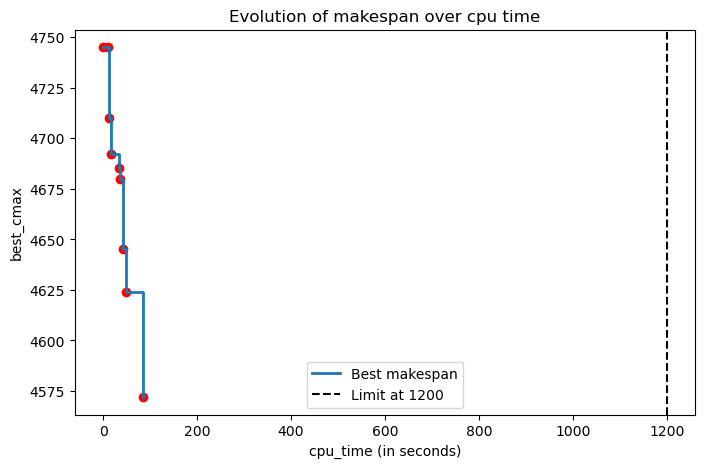 Evolution of makespan over cpu time
best_cmax
4750
4725
4700
4675
4650
4625
4600
4575
Best makespan
Limit at 1200
0 200 400 600 800 1000 1200
cpu_time (in seconds)